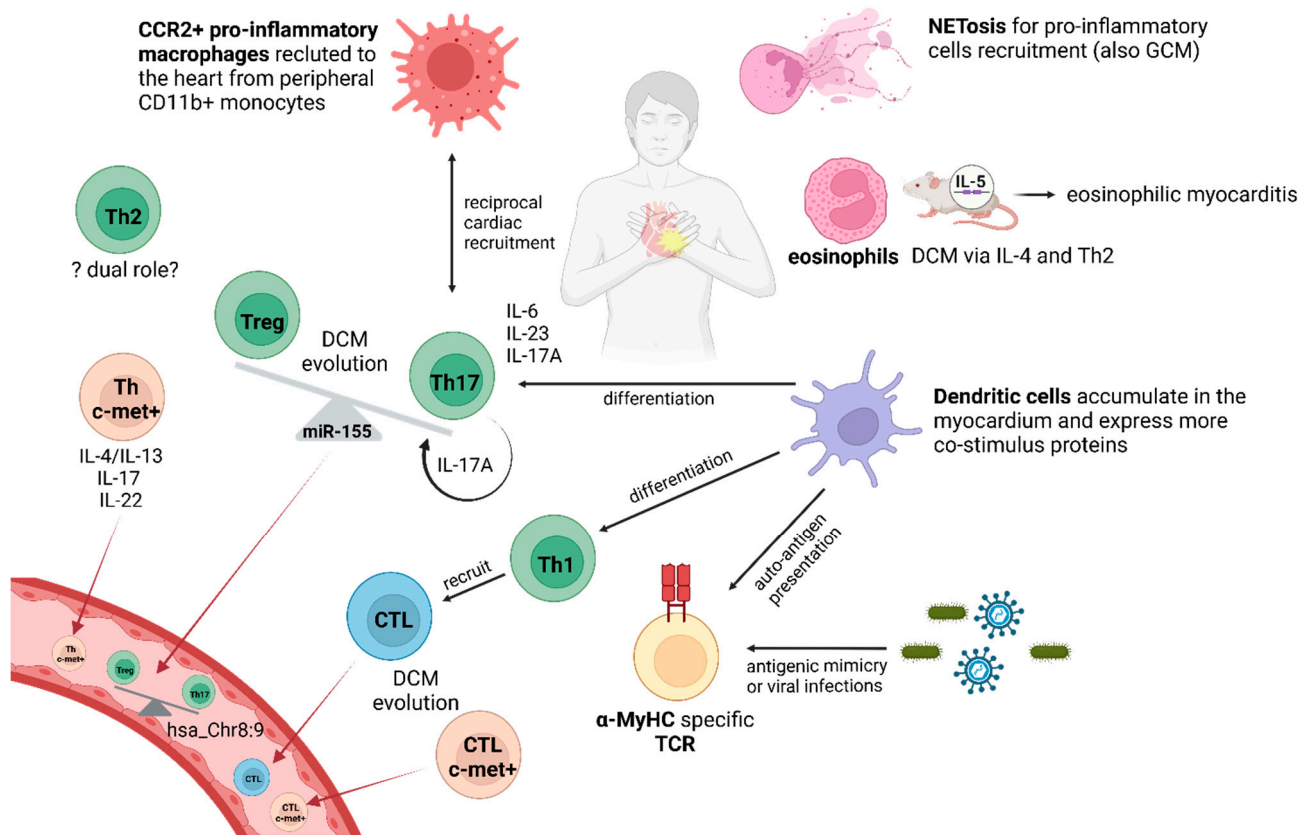 CCR2+ pro-inflammatory
macrophages recluted to
the heart from peripheral
CD11b+ monocytes
NETosis for pro-inflammatory
cells recruitment (also GCM)
Th2
? dual role?
reciprocal
cardiac
recruitment
IL-5
eosinophilic myocarditis
eosinophils
DCM via IL-4 and Th2
Treg
DCM
evolution
IL-6
IL-23
IL-17A
Th17
differentiation
miR-155
IL-17A
Th
c-met+
IL-4/IL-13
IL-17
IL-22
Dendritic cells accumulate in the
myocardium and express more
co-stimulus proteins
differentiation
Th1
recruit
CTL
DCM
evolution
auto-antigen
presentation
antigenic mimicry
or viral infections
α-MyHC specific
TCR
CTL
c-met+
Th
c-met+
Treg
Th17
hsa_Chr8:9
CTL
CTL
c-met+